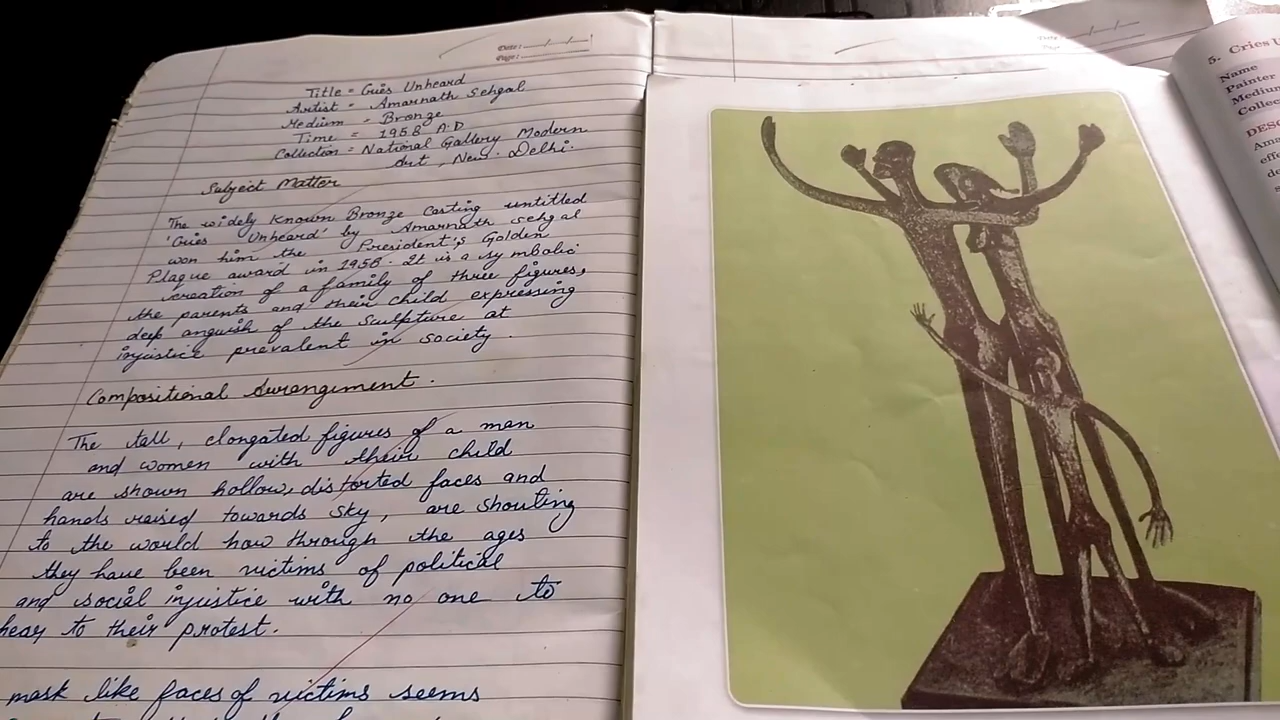 Date:
Page:
Title = Cries Unheard
Artist = Amarnath Sehgal
Medium = Bronze
Time = 1958 A.D
Collection = National Gallery Modern
Art, New Delhi.
Subject Matter
The widely known Bronze Casting untitled
'Cries Unheard' by Amarnath Sehgal
won him the President's Golden
Plaque award in 1958. It is a symbolic
creation of a family of three figures,
the parents and their child expressing
deep anguish of the sculpture at
injustice prevalent in society.
Compositional Arrangement.
The tall, elongated figures of a man
and women with their child
are shown hollow, distorted faces and
hands raised towards sky, are shouting
to the world how through the ages
they have been victims of political
and social injustice with no one to
hear to their protest.
mask like faces of victims seems
5. Cries U
Name
Painter
Medium
Collec
DESC
Ama
effe
de